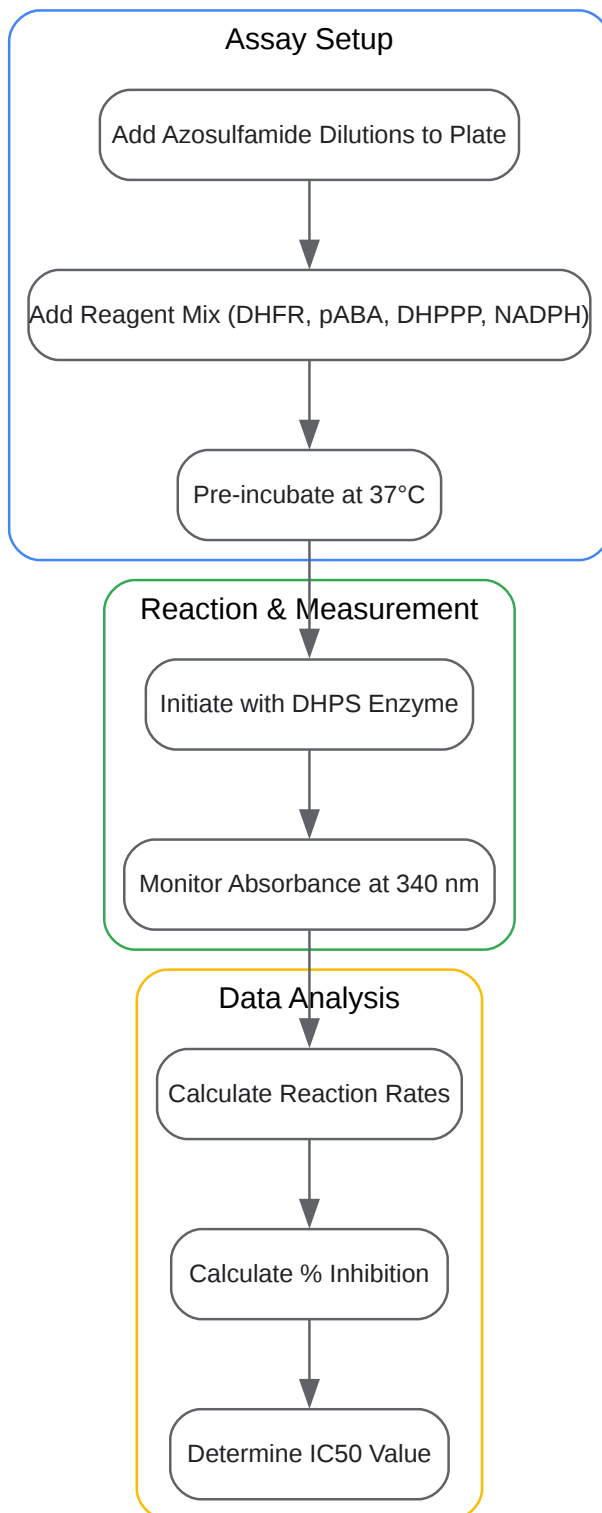 Assay Setup
Add Azosulfamide Dilutions to Plate
Add Reagent Mix (DHFR, pABA, DHPPP, NADPH)
Pre-incubate at 37°C
Reaction & Measurement
Initiate with DHPS Enzyme
Monitor Absorbance at 340 nm
Data Analysis
Calculate Reaction Rates
Calculate % Inhibition
Determine IC50 Value